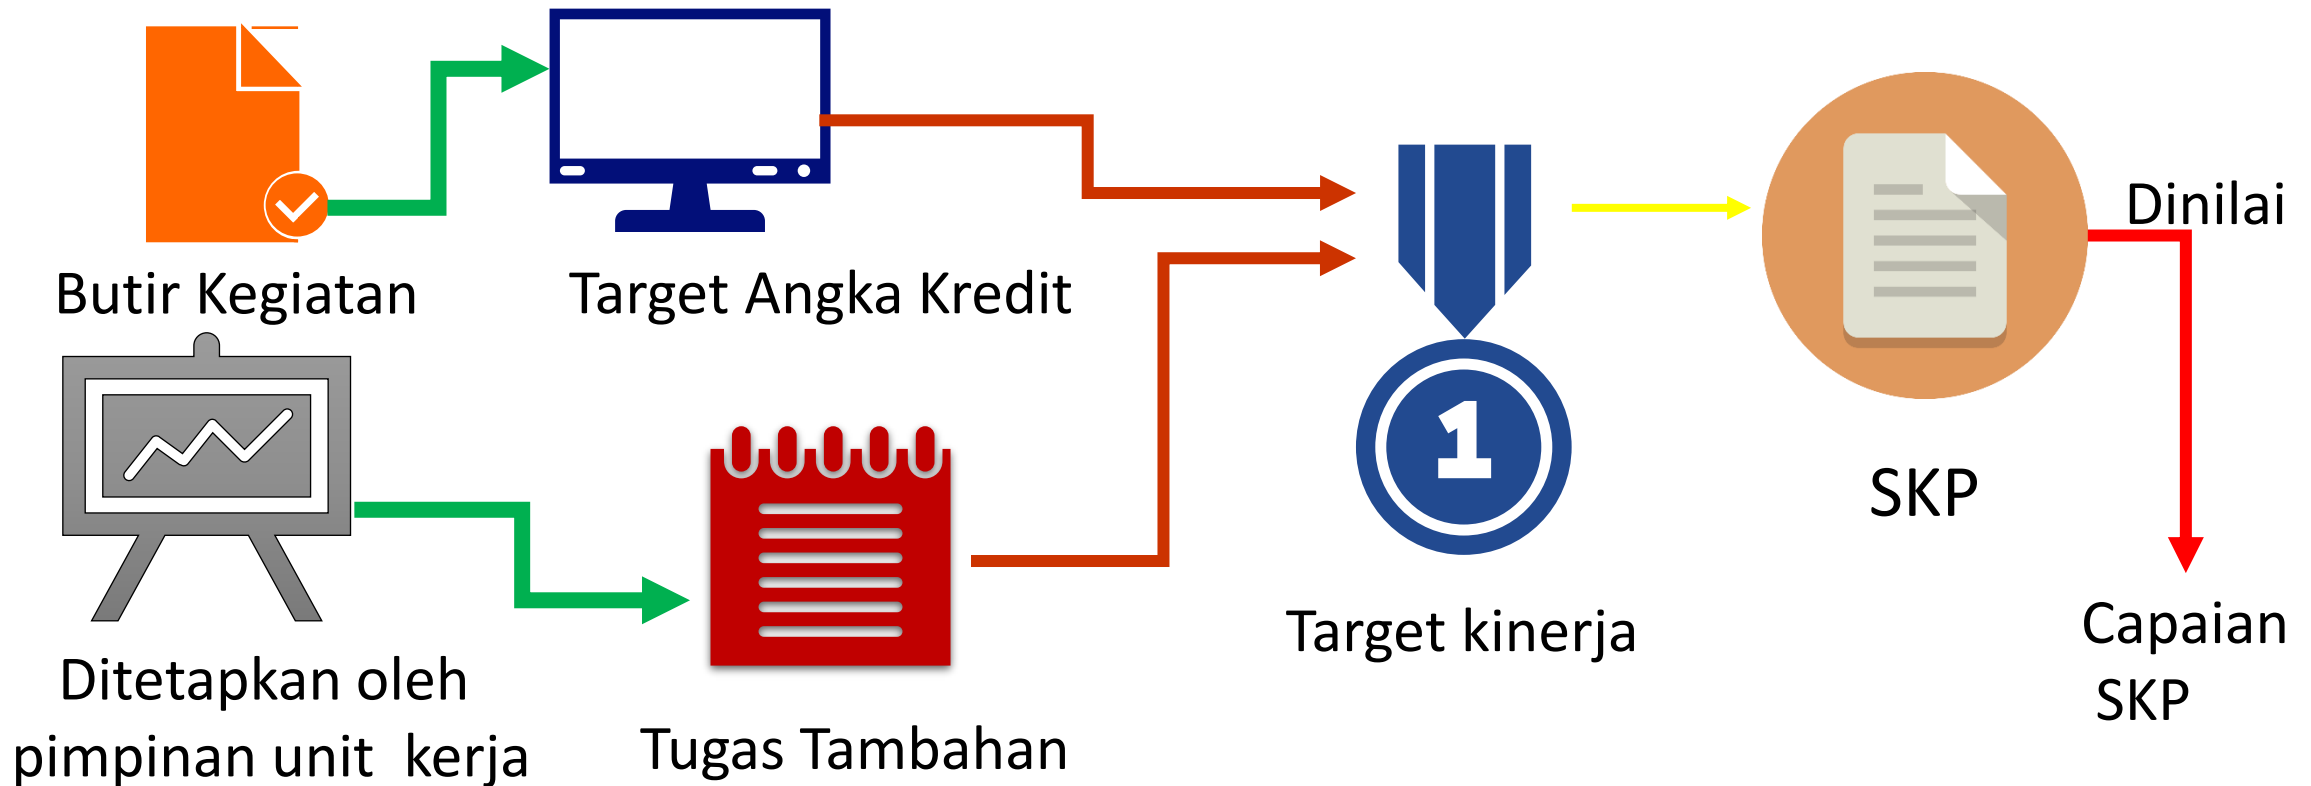 Butir Kegiatan
Target Angka Kredit
Ditetapkan oleh
pimpinan unit kerja
Tugas Tambahan
1
Target kinerja
SKP
Dinilai
Capaian
SKP